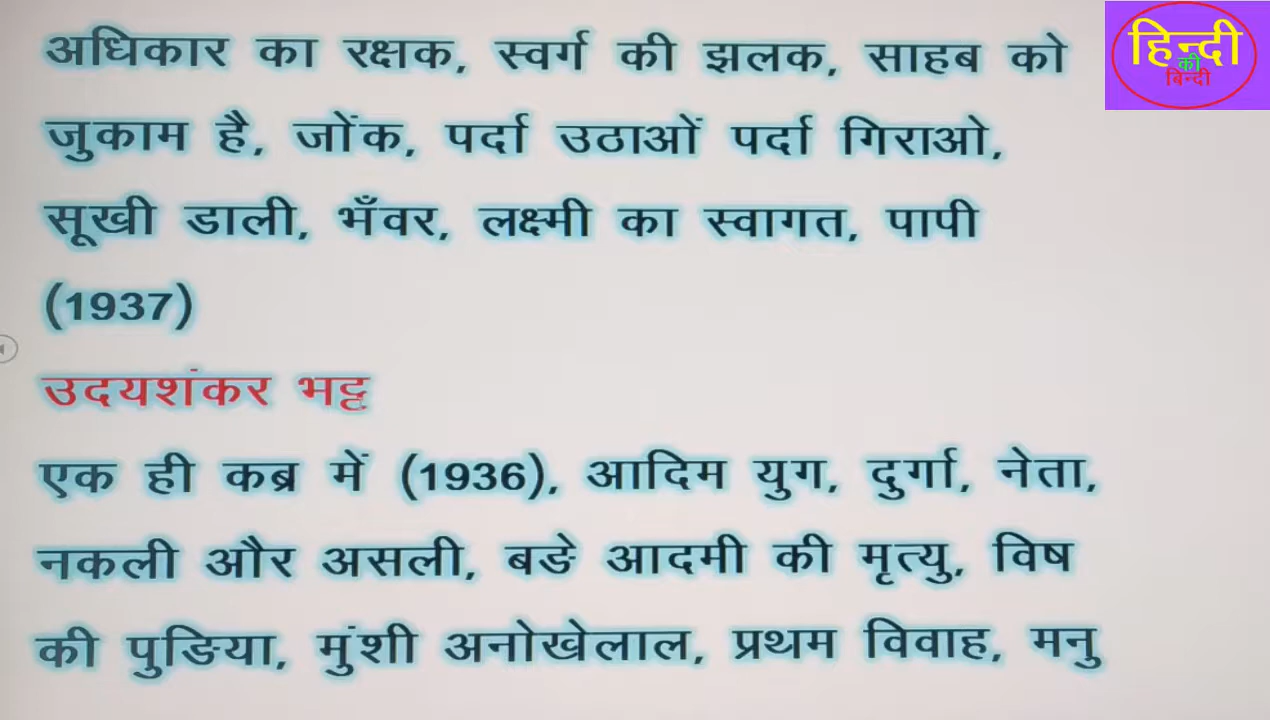 अधिकार का रक्षक, स्वर्ग की झलक, साहब को
जुकाम है, जोंक, पर्दा उठाओं पर्दा गिराओ,
सूखी डाली, भँवर, लक्ष्मी का स्वागत, पापी
(1937)
उदयशंकर भट्ट
एक ही कब्र में (1936), आदिम युग, दुर्गा, नेता,
नकली और असली, बडे आदमी की मृत्यु, विष
की पुङिया, मुंशी अनोखेलाल, प्रथम विवाह, मनु
हिन्दी
की
बिन्दी